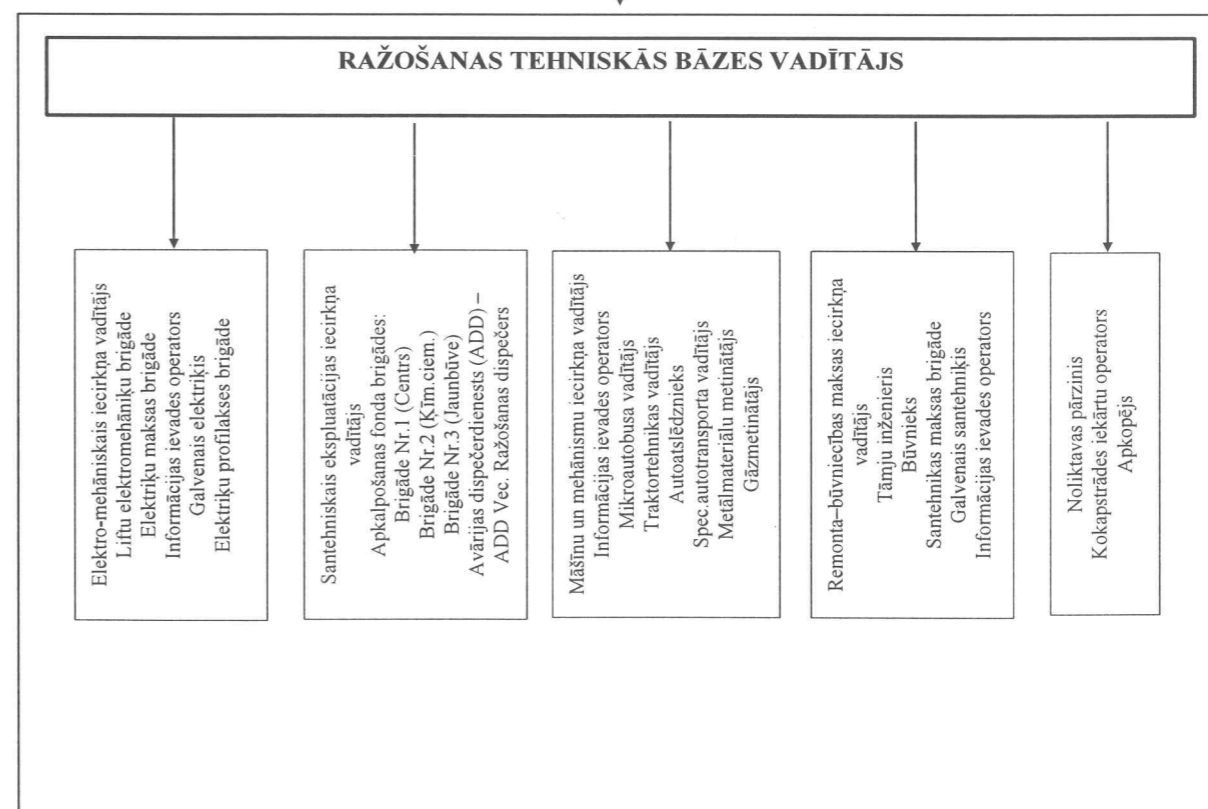 RAŽOŠANAS TEHNISKĀS BĀZES VADĪTĀJS
Elektro-mehāniskais iecirkņa vadītājs
Liftu elektromehāniķu brigāde
Elektriķu maksas brigāde
Informācijas ievades operators
Galvenais elektriķis
Elektriķu profilakses brigāde
Santehniskais ekspluatācijas iecirkņa
vadītājs
Apkalpošanas fonda brigādes:
Brigāde Nr.1 (Centrs)
Brigāde Nr.2 (Ķīm.ciem.)
Brigāde Nr.3 (Jaunbūve)
Avārijas dispečerdienests (ADD) –
ADD Vec. Ražošanas dispečers
Māšīnu un mehānismu iecirkņa vadītājs
Informācijas ievades operators
Mikroautobusa vadītājs
Traktortehnikas vadītājs
Autoatslēdznieks
Spec.autotransporta vadītājs
Metālmateriālu metinātājs
Gāzmetinātājs
Remonta–būvniecības maksas iecirkņa
vadītājs
Tāmju inženieris
Būvnieks
Santehnikas maksas brigāde
Galvenais santehniķis
Informācijas ievades operators
Noliktavas pārzinis
Kokapstrādes iekārtu operators
Apkopējs